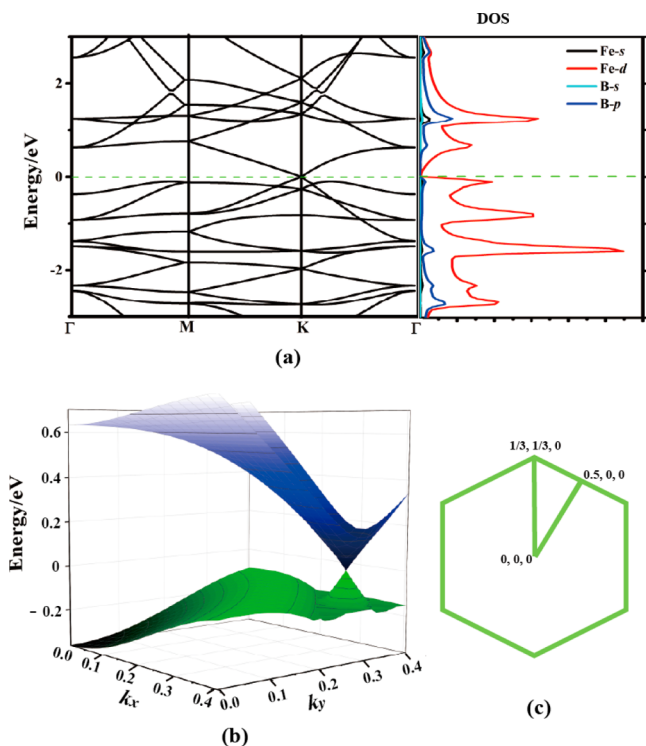 DOS
Energy/eV
2
0
-2
Γ
M
K
Γ
Fe-s
Fe-d
B-s
B-p
(a)
Energy/eV
0.6
0.4
0.2
0
- 0.2
0.0
0.1
0.2
0.3
0.4
kx
0.0
0.1
0.2
0.3
0.4
ky
(b)
1/3, 1/3, 0
0.5, 0, 0
0, 0, 0
(c)